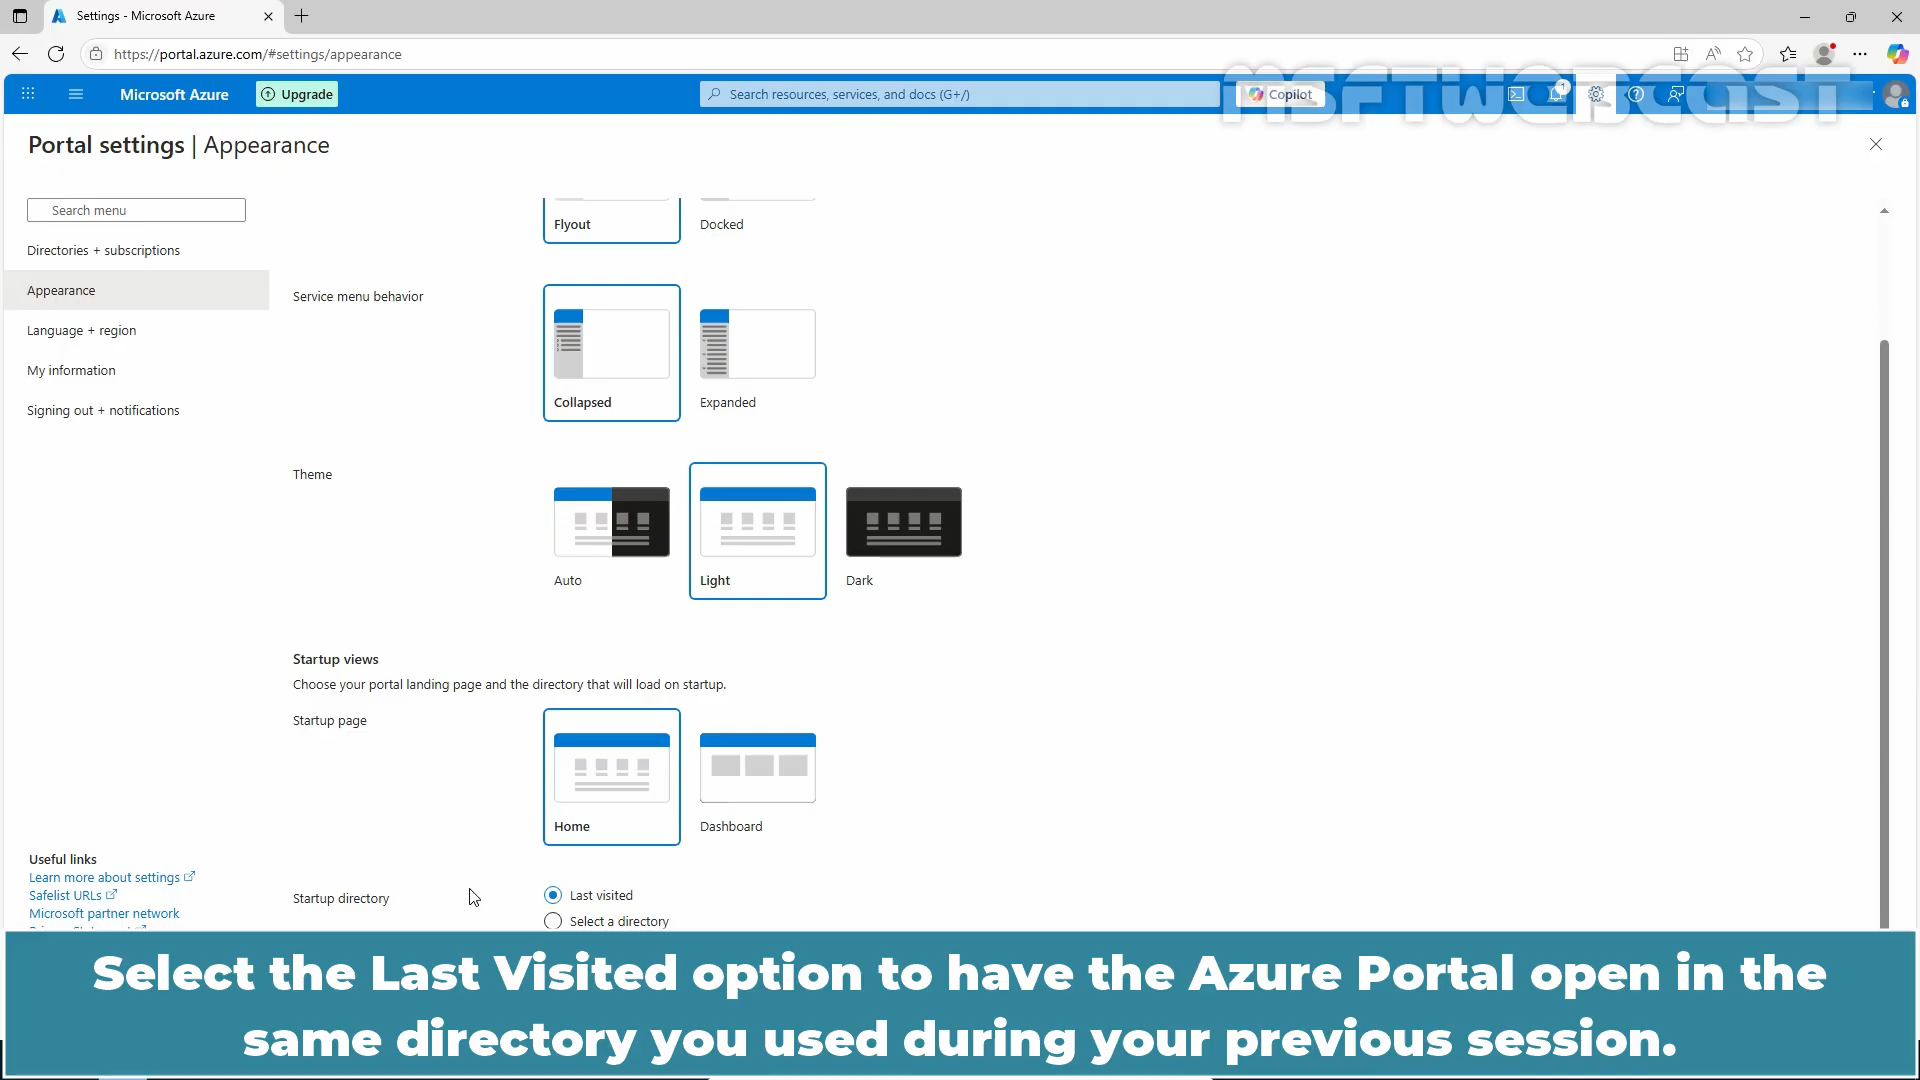 Settings - Microsoft Azure
https://portal.azure.com/#settings/appearance
MSFTWEBCAST
Microsoft Azure
Upgrade
Search resources, services, and docs (G+/)
Copilot
1
Portal settings | Appearance
Search menu
Directories + subscriptions
Appearance
Language + region
My information
Signing out + notifications
Flyout
Docked
Service menu behavior
Collapsed
Expanded
Theme
Auto
Light
Dark
Startup views
Choose your portal landing page and the directory that will load on startup.
Startup page
Home
Dashboard
Startup directory
Last visited
Select a directory
Useful links
Learn more about settings
Safelist URLs
Microsoft partner network
Select the Last Visited option to have the Azure Portal open in the
same directory you used during your previous session.